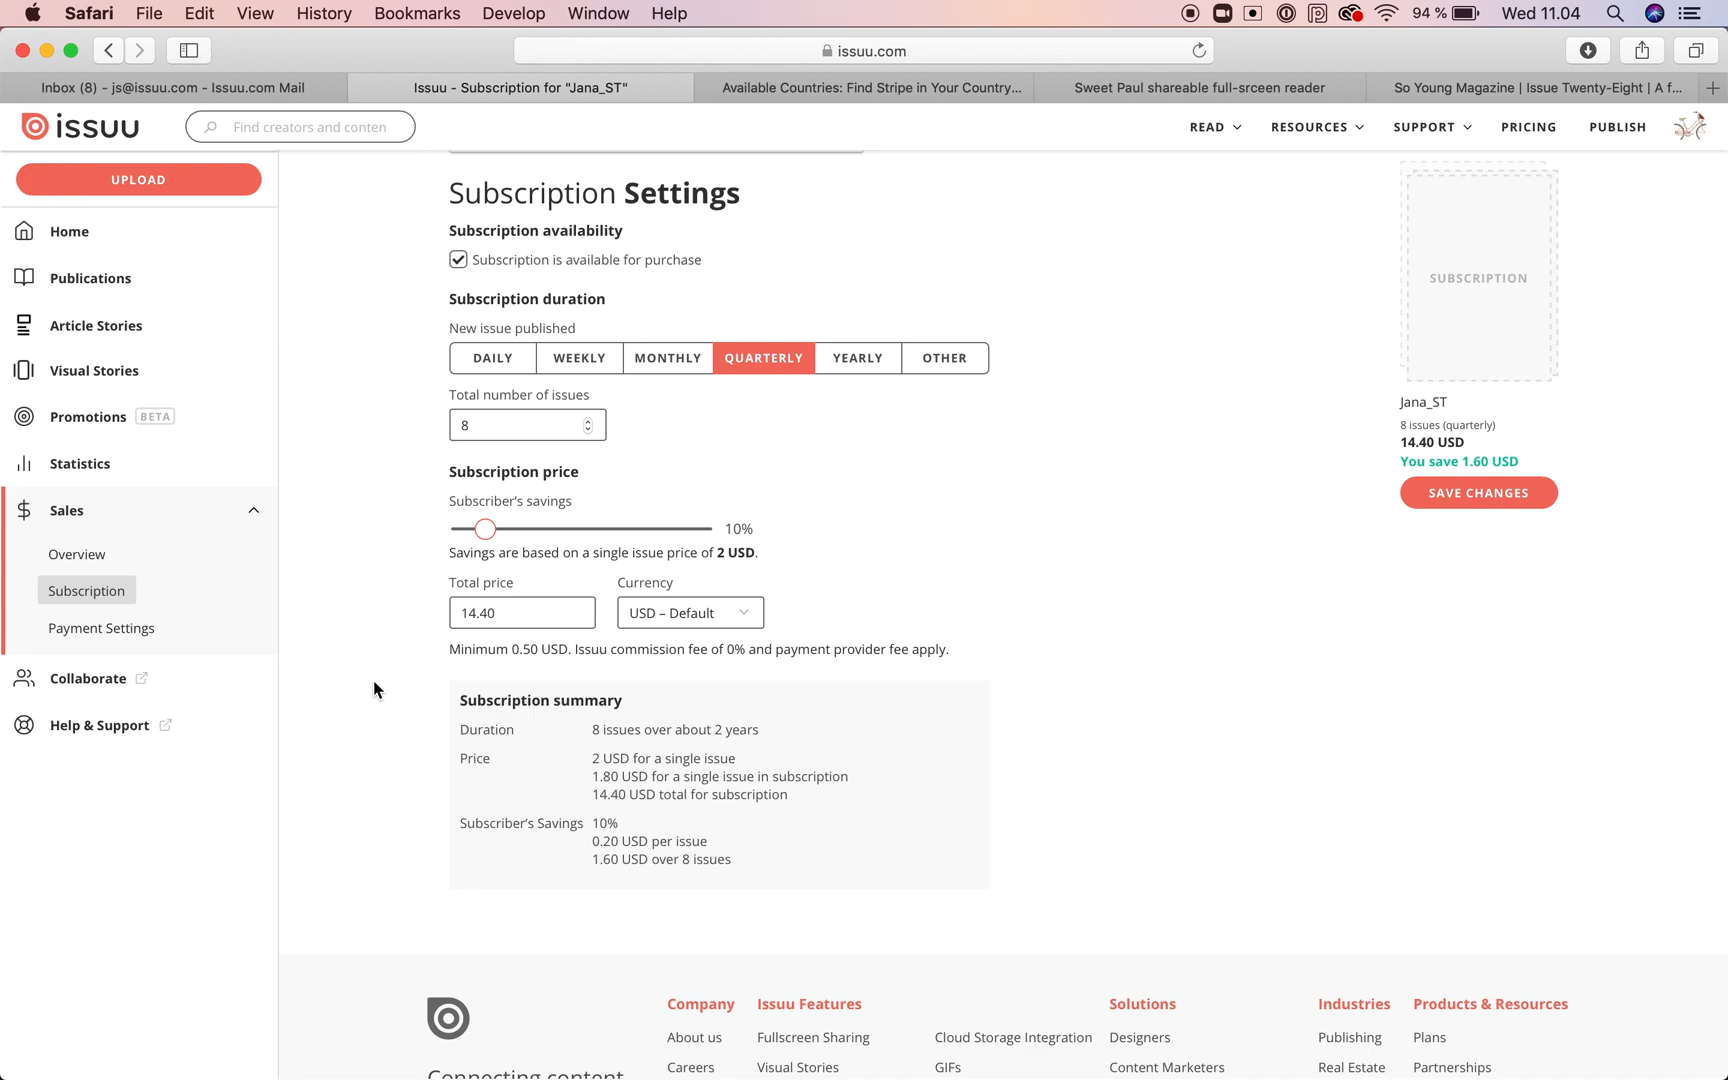 Safari File Edit View History Bookmarks Develop Window Help 94 % Wed 11.04
issuu.com
Inbox (8) - js@issuu.com - Issuu.com Mail
Issuu - Subscription for "Jana_ST"
Available Countries: Find Stripe in Your Country...
Sweet Paul shareable full-srceen reader
So Young Magazine | Issue Twenty-Eight | A f...
issuu
Find creators and conten
READ RESOURCES SUPPORT PRICING PUBLISH
UPLOAD
Home
Publications
Article Stories
Visual Stories
Promotions BETA
Statistics
Sales
Overview
Subscription
Payment Settings
Collaborate
Help & Support
Subscription Settings
Subscription availability
Subscription is available for purchase
Subscription duration
New issue published
DAILY WEEKLY MONTHLY QUARTERLY YEARLY OTHER
Total number of issues
8
Subscription price
Subscriber's savings
10%
Savings are based on a single issue price of 2 USD.
Total price Currency
14.40 USD – Default
Minimum 0.50 USD. Issuu commission fee of 0% and payment provider fee apply.
Subscription summary
Duration 8 issues over about 2 years
Price 2 USD for a single issue
1.80 USD for a single issue in subscription
14.40 USD total for subscription
Subscriber's Savings 10%
0.20 USD per issue
1.60 USD over 8 issues
SUBSCRIPTION
Jana_ST
8 issues (quarterly)
14.40 USD
You save 1.60 USD
SAVE CHANGES
Connecting content
Company Issuu Features Solutions Industries Products & Resources
About us Fullscreen Sharing Cloud Storage Integration Designers Publishing Plans
Careers Visual Stories GIFs Content Marketers Real Estate Partnerships